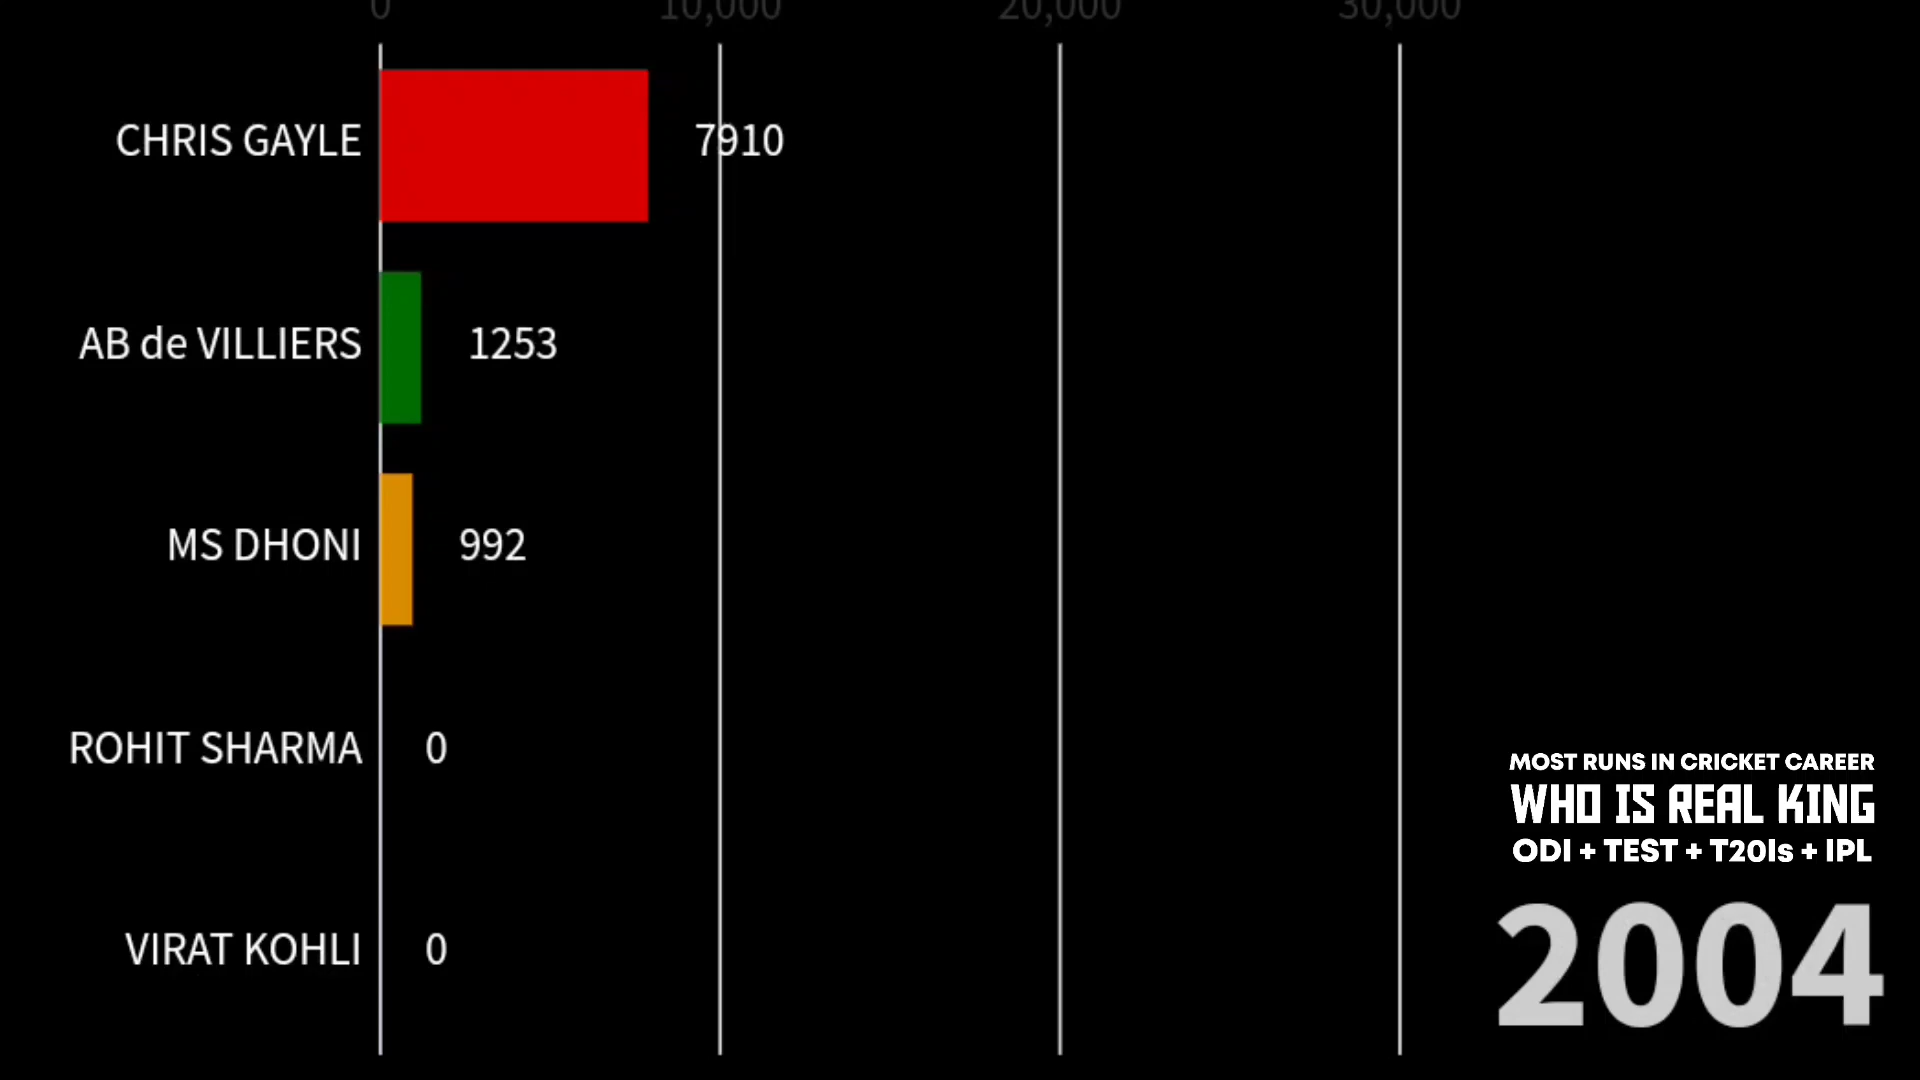 0 10,000 20,000 30,000
CHRIS GAYLE 7910
AB de VILLIERS 1253
MS DHONI 992
ROHIT SHARMA 0
VIRAT KOHLI 0
MOST RUNS IN CRICKET CAREER
WHO IS REAL KING
ODI + TEST + T20Is + IPL
2004